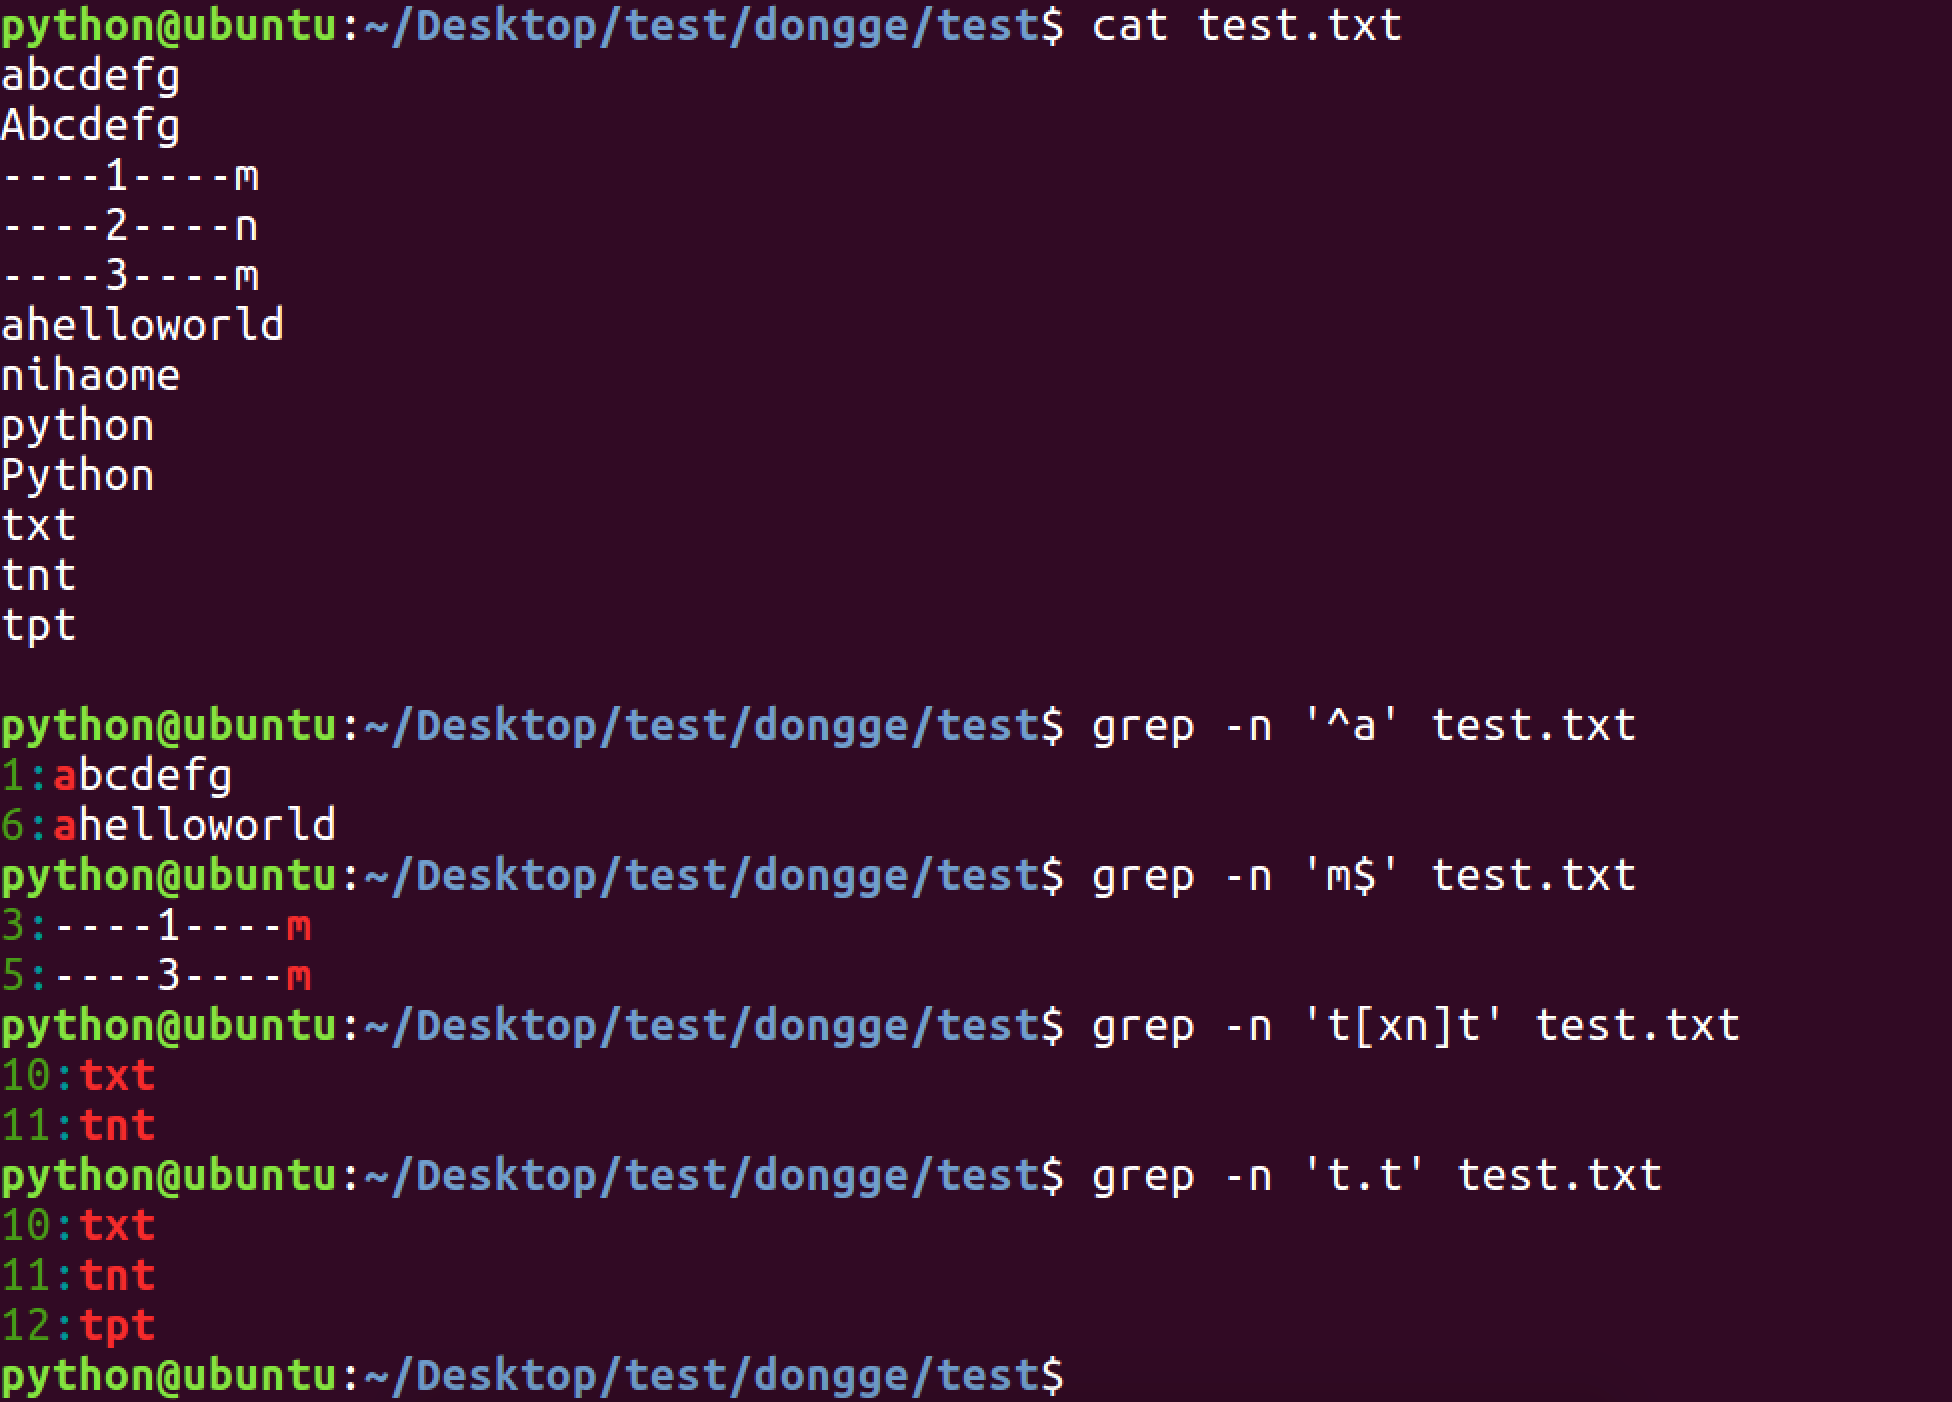 python@ubuntu:~/Desktop/test/dongge/test$ cat test.txt
abcdefg
Abcdefg
----1----m
----2----n
----3----m
ahelloworld
nihaome
python
Python
txt
tnt
tpt
python@ubuntu:~/Desktop/test/dongge/test$ grep -n '^a' test.txt
1:abcdefg
6:ahelloworld
python@ubuntu:~/Desktop/test/dongge/test$ grep -n 'm$' test.txt
3:----1----m
5:----3----m
python@ubuntu:~/Desktop/test/dongge/test$ grep -n 't[xn]t' test.txt
10:txt
11:tnt
python@ubuntu:~/Desktop/test/dongge/test$ grep -n 't.t' test.txt
10:txt
11:tnt
12:tpt
python@ubuntu:~/Desktop/test/dongge/test$